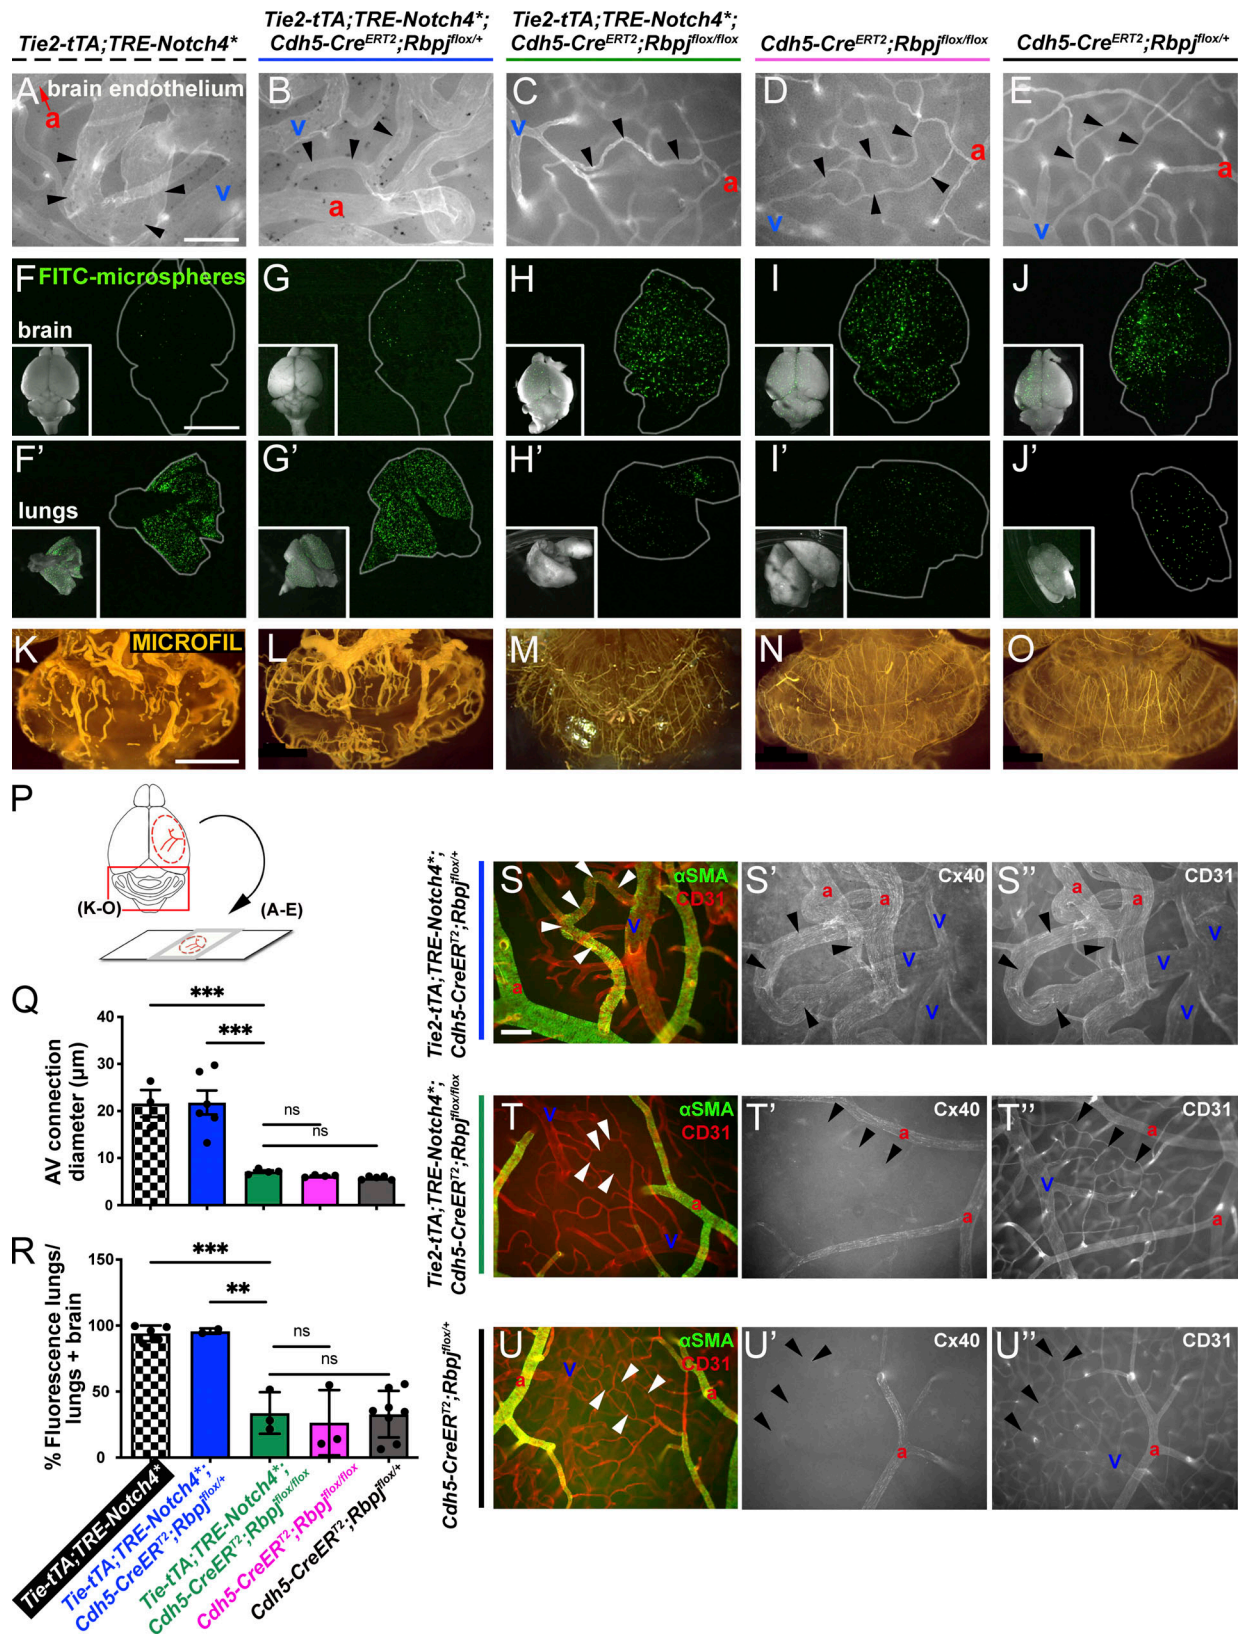 Tie2-tTA;TRE-Notch4*
Tie2-tTA;TRE-Notch4*;
Cdh5-CreERT2;Rbpjflox/+
Tie2-tTA;TRE-Notch4*;
Cdh5-CreERT2;Rbpjflox/flox
Cdh5-CreERT2;Rbpjflox/flox
Cdh5-CreERT2;Rbpjflox/+
A brain endothelium
a
v
B
v
a
C
v
a
D
a
v
E
a
v
F FITC-microspheres
brain
G
H
I
J
F'
lungs
G'
H'
I'
J'
K MICROFIL
L
M
N
O
P
(K-O)
(A-E)
Q
AV connection
diameter (µm)
40
30
20
10
0
***
***
ns
ns
R
% Fluorescence lungs/
lungs + brain
150
100
50
0
***
**
ns
ns
Tie-tTA;TRE-Notch4*
Tie-tTA;TRE-Notch4*;
Cdh5-CreERT2;Rbpjflox/+
Tie-tTA;TRE-Notch4*;
Cdh5-CreERT2;Rbpjflox/flox
Cdh5-CreERT2;Rbpjflox/flox
Cdh5-CreERT2;Rbpjflox/+
Tie2-tTA;TRE-Notch4*;
Cdh5-CreERT2;Rbpjflox/+
S αSMA
CD31
v
a
S' Cx40
a
a
v
v
S'' CD31
a
a
v
v
v
Tie2-tTA;TRE-Notch4*;
Cdh5-CreERT2;Rbpjflox/flox
T αSMA
CD31
v
a
v
T' Cx40
a
a
T'' CD31
a
v
a
Cdh5-CreERT2;Rbpjflox/+
U αSMA
CD31
v
a
a
U' Cx40
a
U'' CD31
v
a